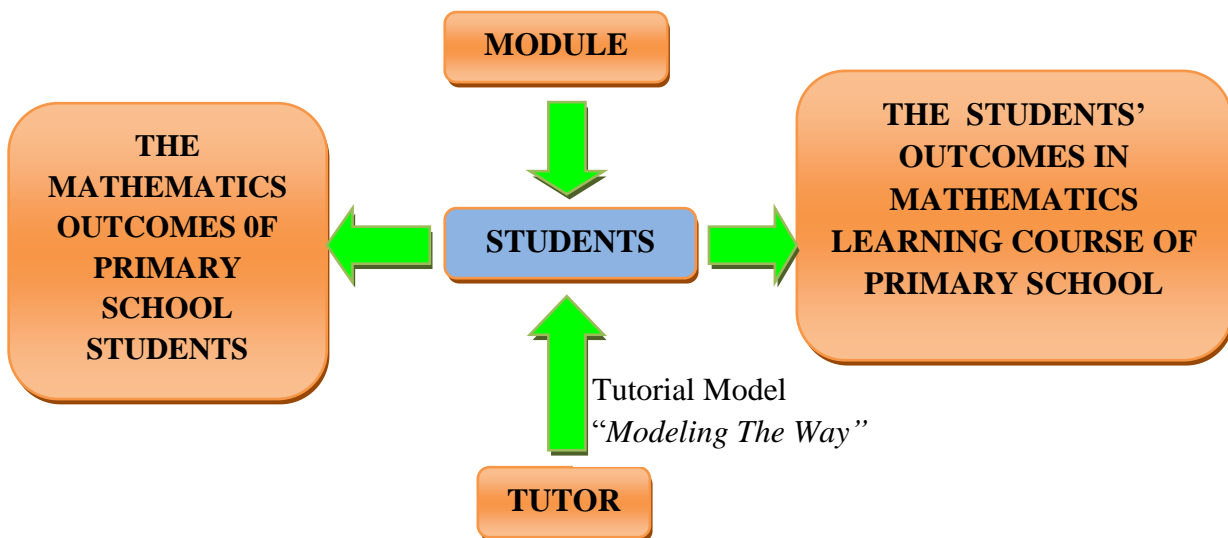 MODULE
THE
MATHEMATICS
OUTCOMES 0F
PRIMARY
SCHOOL
STUDENTS
STUDENTS
THE STUDENTS’
OUTCOMES IN
MATHEMATICS
LEARNING COURSE OF
PRIMARY SCHOOL
Tutorial Model
“Modeling The Way”
TUTOR